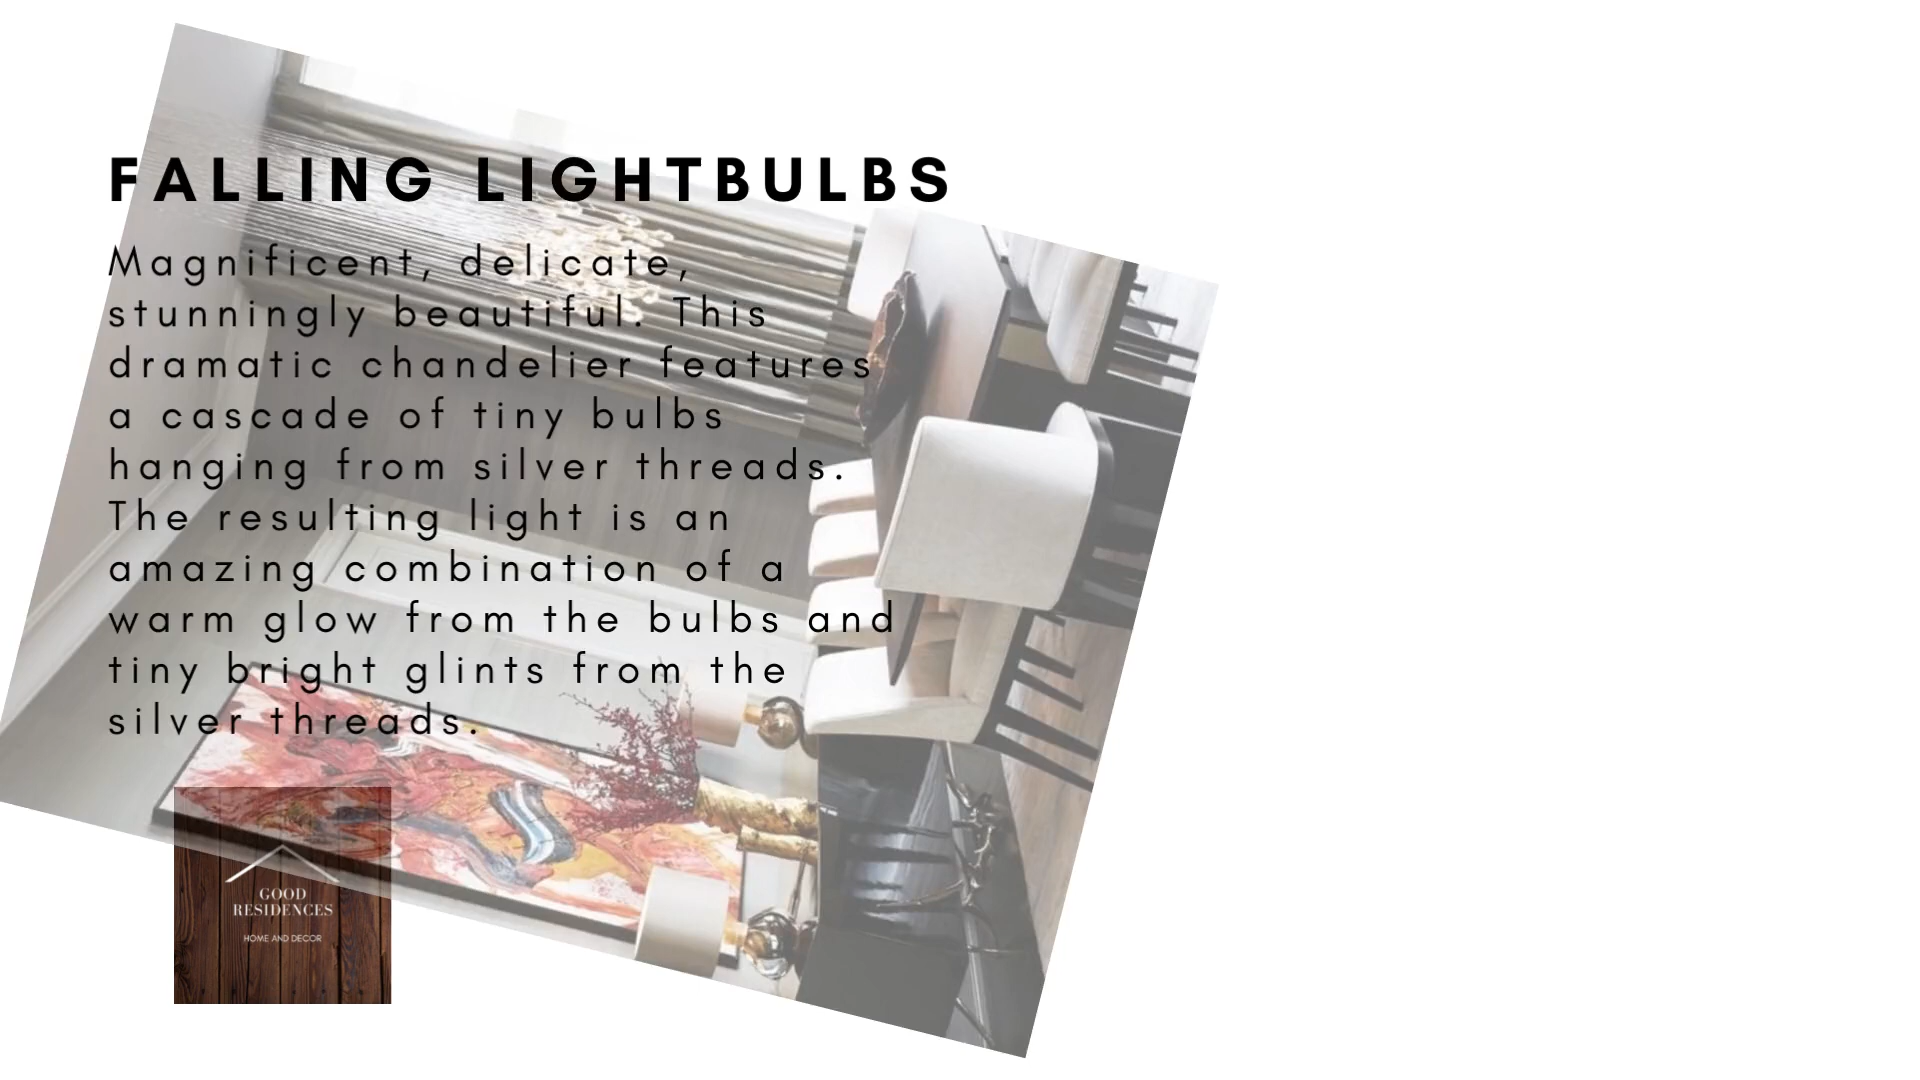 FALLING LIGHTBULBS
Magnificent, delicate,
stunningly beautiful. This
dramatic chandelier features
a cascade of tiny bulbs
hanging from silver threads.
The resulting light is an
amazing combination of a
warm glow from the bulbs and
tiny bright glints from the
silver threads.
GOOD
RESIDENCES
HOME AND DECOR